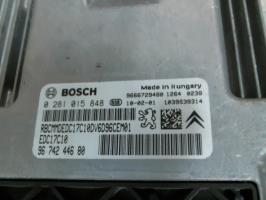 BOSCH
Made in Hungary
9666729480 1264 0238
0 281 015 848 10-02-01 1039S39314
RBCMMDEDC17C10DV6D96CEM01
EDC17C10
96 742 446 80